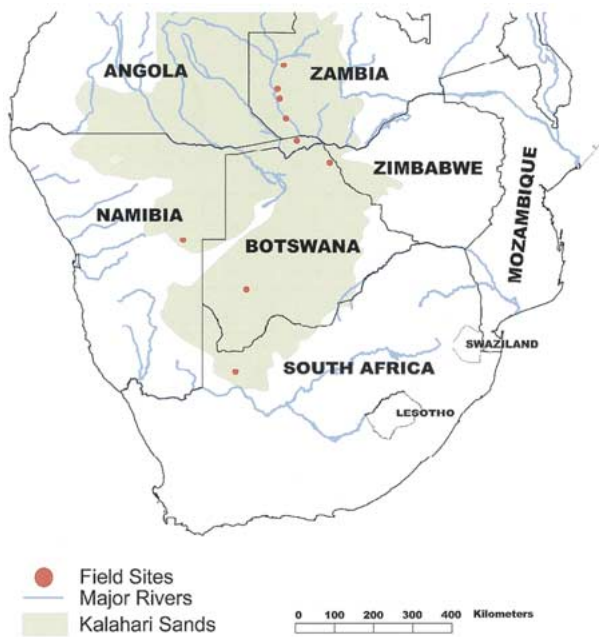 ANGOLA
ZAMBIA
ZIMBABWE
MOZAMBIQUE
NAMIBIA
BOTSWANA
SWAZILAND
SOUTH AFRICA
LESOTHO
Field Sites
Major Rivers
Kalahari Sands
0 100 200 300 400 Kilometers